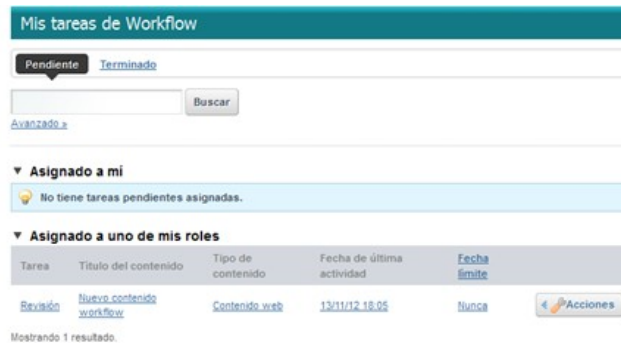 Mis tareas de Workflow
Pendiente Terminado
Buscar
Avanzado »
▼ Asignado a mí
No tiene tareas pendientes asignadas.
▼ Asignado a uno de mis roles
Tarea Título del contenido Tipo de contenido Fecha de última actividad Fecha límite
Revisión Nuevo contenido workflow Contenido web 13/11/12 18:05 Nunca Acciones
Mostrando 1 resultado.